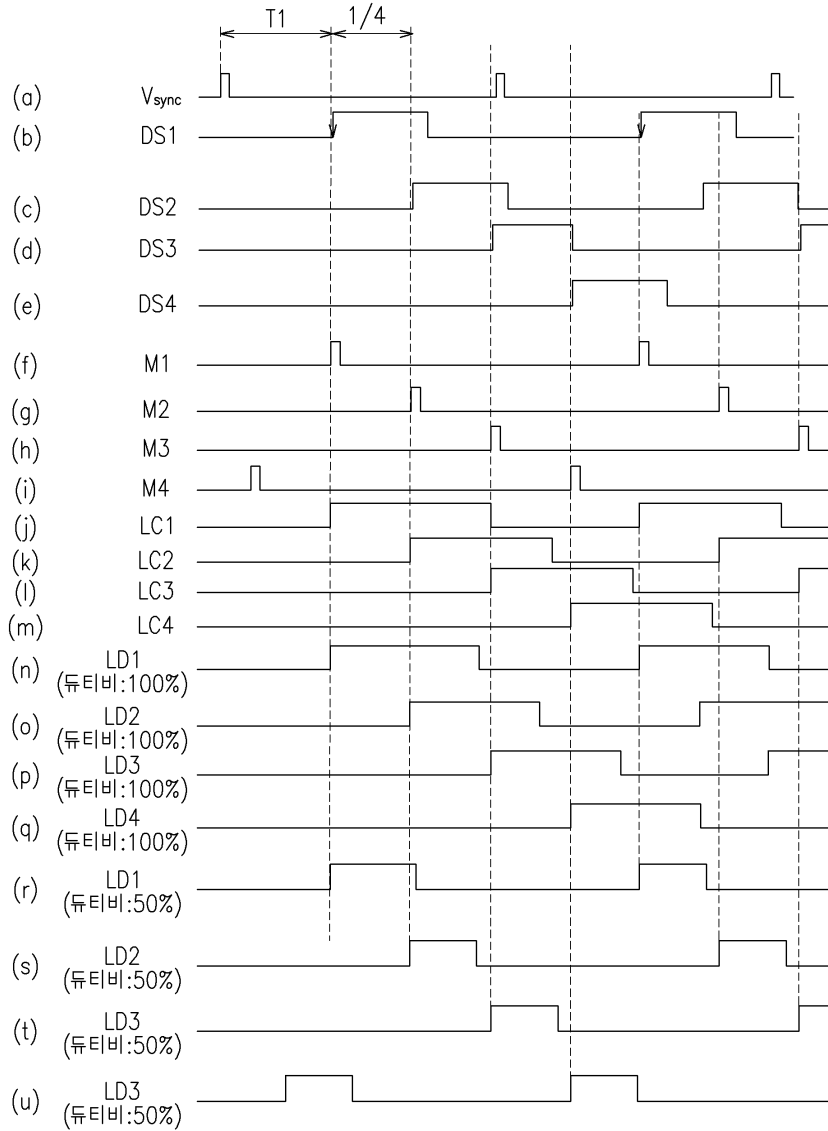 T1 1/4
(a) Vsync
(b) DS1
(c) DS2
(d) DS3
(e) DS4
(f) M1
(g) M2
(h) M3
(i) M4
(j) LC1
(k) LC2
(l) LC3
(m) LC4
(n) LD1
(듀티비:100%)
(o) LD2
(듀티비:100%)
(p) LD3
(듀티비:100%)
(q) LD4
(듀티비:100%)
(r) LD1
(듀티비:50%)
(s) LD2
(듀티비:50%)
(t) LD3
(듀티비:50%)
(u) LD3
(듀티비:50%)